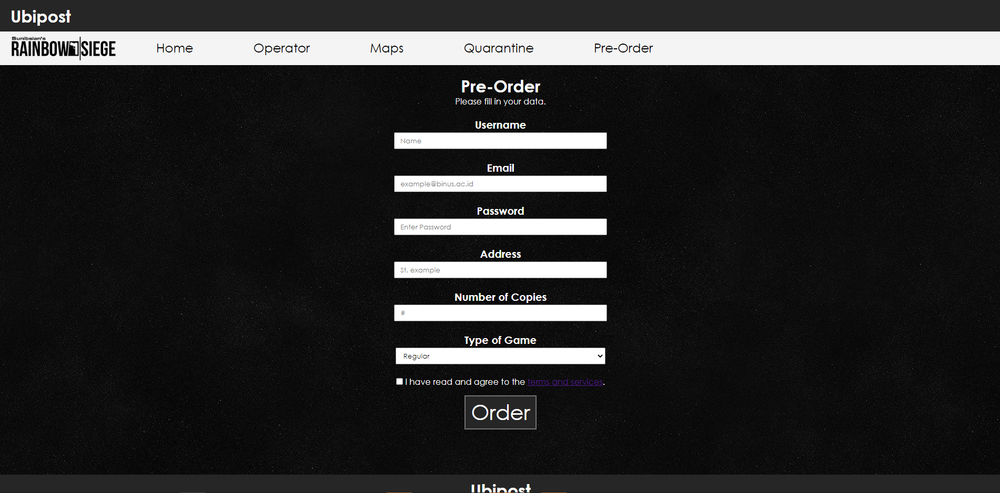 Ubipost
Sunibsian's
RAINBOW SIEGE
Home
Operator
Maps
Quarantine
Pre-Order
Pre-Order
Please fill in your data.
Username
Name
Email
example@binus.ac.id
Password
Enter Password
Address
St. example
Number of Copies
#
Type of Game
Regular
I have read and agree to the terms and services.
Order
Ubipost